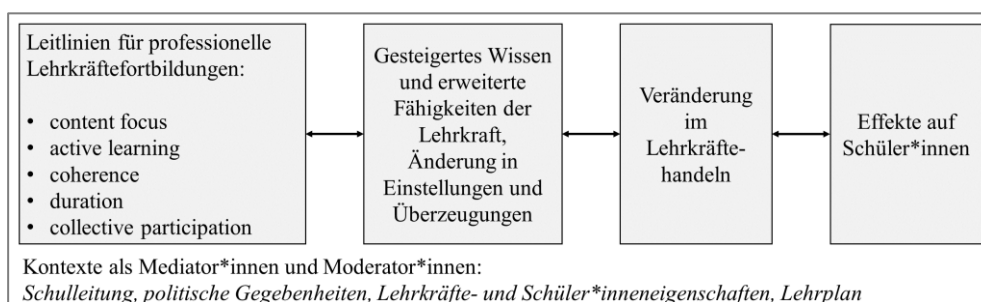 Leitlinien für professionelle
Lehrkräftefortbildungen:
• content focus
• active learning
• coherence
• duration
• collective participation
Gesteigertes Wissen
und erweiterte
Fähigkeiten der
Lehrkraft,
Änderung in
Einstellungen und
Überzeugungen
Veränderung
im
Lehrkräfte-
handeln
Effekte auf
Schüler*innen
Kontexte als Mediator*innen und Moderator*innen:
Schulleitung, politische Gegebenheiten, Lehrkräfte- und Schüler*inneneigenschaften, Lehrplan